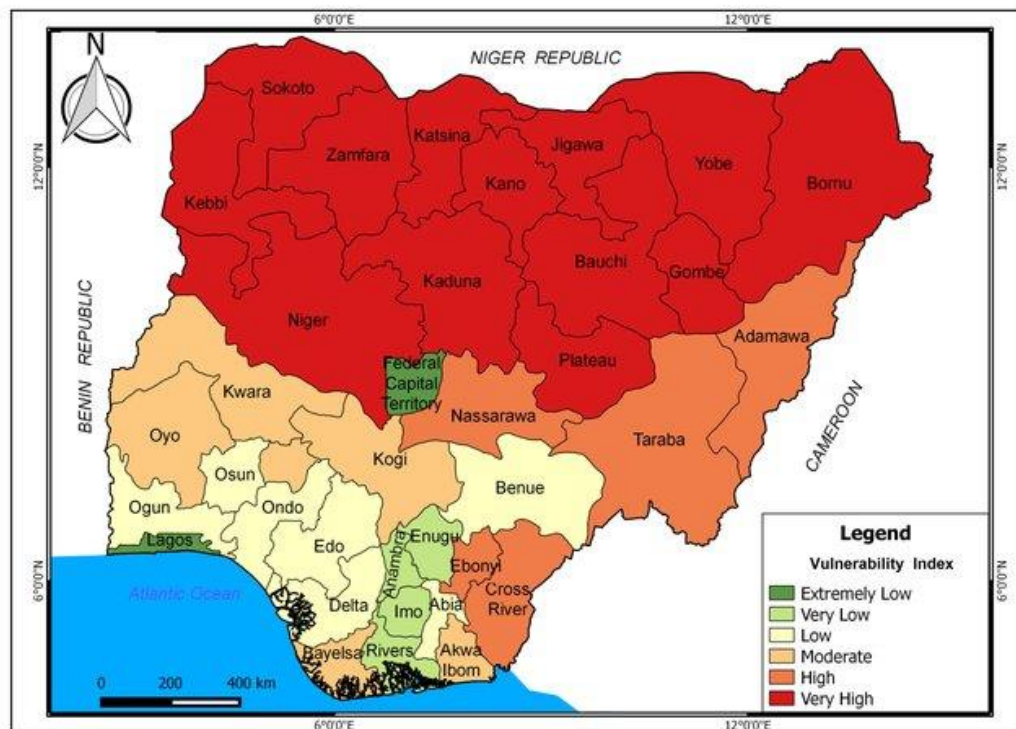 6°0'0"E
12°0'0"E
N
NIGER REPUBLIC
Sokoto
Katsina
Jigawa
Zamfara
Yobe
12°0'0"N
12°0'0"N
Kano
Bornu
Kebbi
Bauchi
Kaduna
Gombe
Niger
Adamawa
BENIN REPUBLIC
Plateau
Federal
Capital
Territory
Kwara
Nassarawa
Oyo
Taraba
CAMEROON
Kogi
Osun
Benue
Ogun
Ondo
Lagos
Edo
Enugu
Anambra
Ebonyi
Atlantic Ocean
Delta
Imo
Abia
Cross
River
Bayelsa
Rivers
Akwa
Ibom
6°0'0"N
6°0'0"N
Legend
Vulnerability Index
Extremely Low
Very Low
Low
Moderate
High
Very High
0 200 400 km
6°0'0"E
12°0'0"E